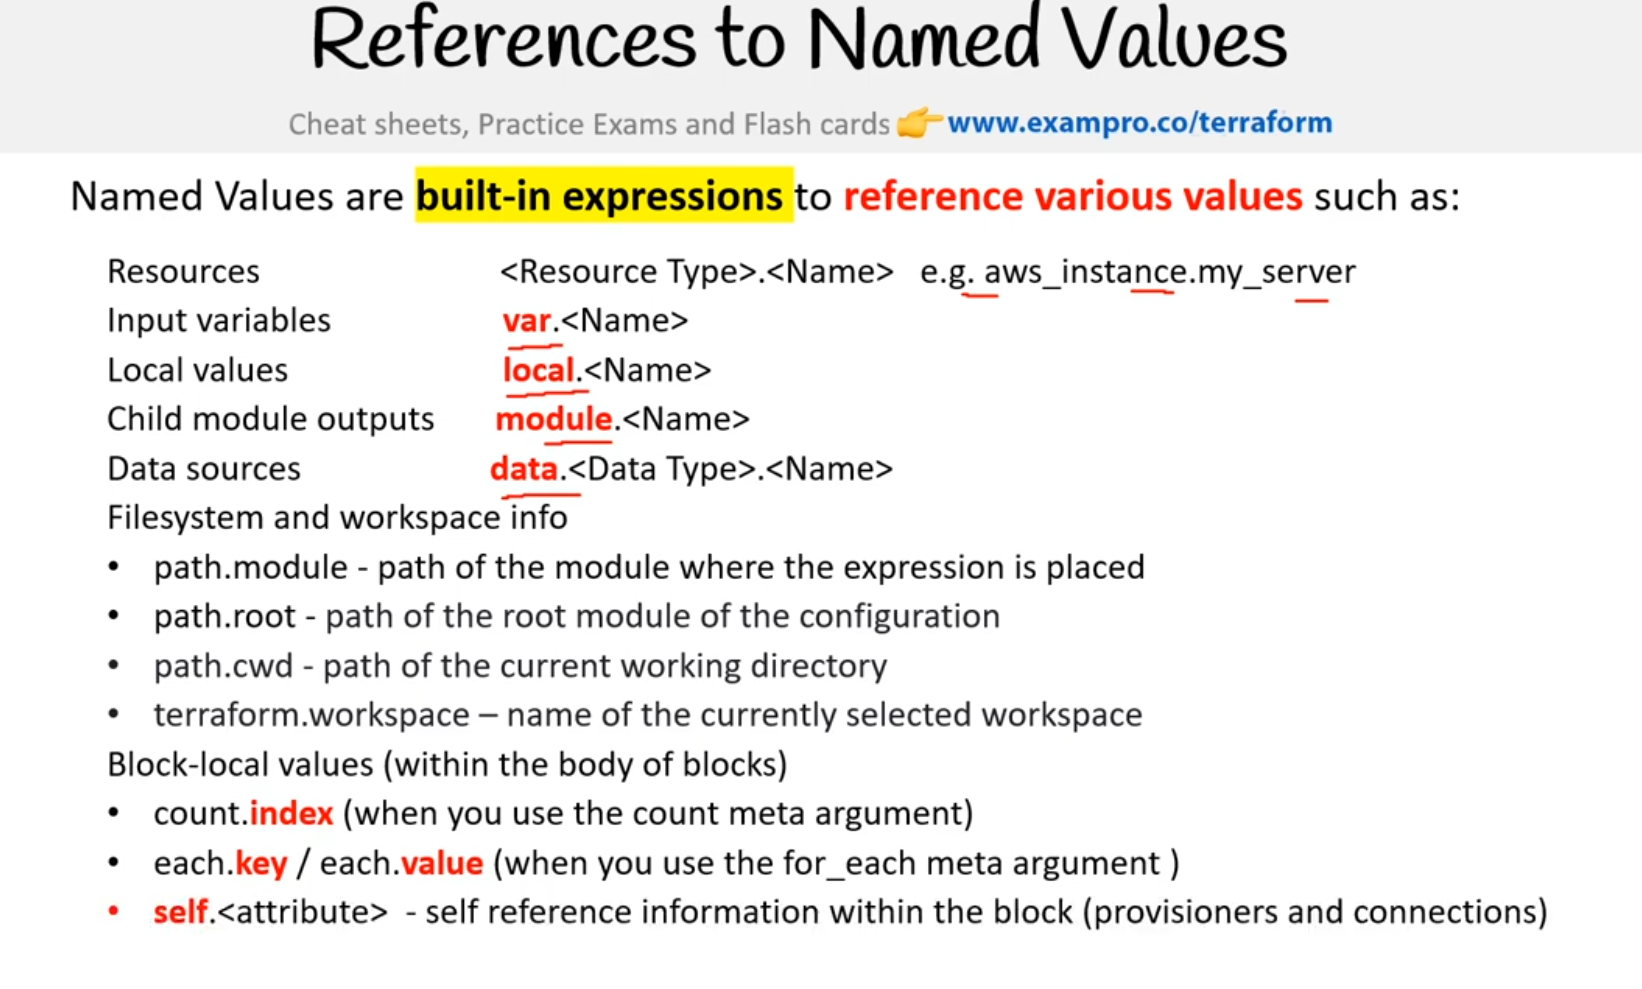 References to Named Values
Cheat sheets, Practice Exams and Flash cards 👉 www.exampro.co/terraform
Named Values are built-in expressions to reference various values such as:
Resources <Resource Type>.<Name> e.g. aws_instance.my_server
Input variables var.<Name>
Local values local.<Name>
Child module outputs module.<Name>
Data sources data.<Data Type>.<Name>
Filesystem and workspace info
• path.module - path of the module where the expression is placed
• path.root - path of the root module of the configuration
• path.cwd - path of the current working directory
• terraform.workspace – name of the currently selected workspace
Block-local values (within the body of blocks)
• count.index (when you use the count meta argument)
• each.key / each.value (when you use the for_each meta argument )
• self.<attribute> - self reference information within the block (provisioners and connections)